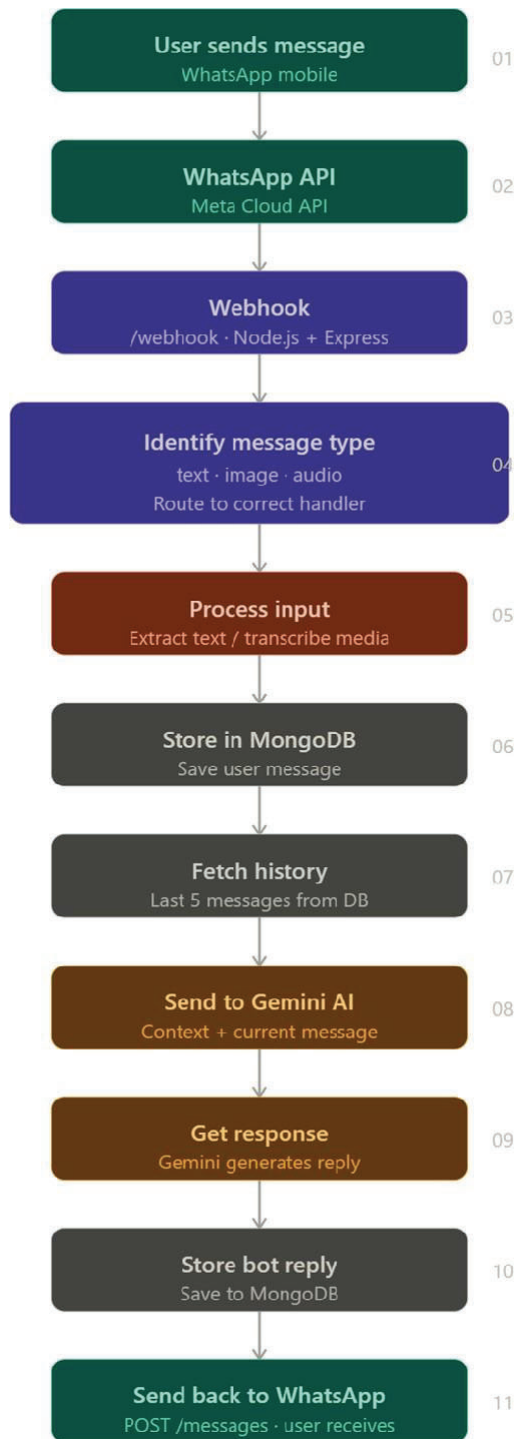 User sends message
WhatsApp mobile
01
WhatsApp API
Meta Cloud API
02
Webhook
/webhook · Node.js + Express
03
Identify message type
text · image · audio
Route to correct handler
04
Process input
Extract text / transcribe media
05
Store in MongoDB
Save user message
06
Fetch history
Last 5 messages from DB
07
Send to Gemini AI
Context + current message
08
Get response
Gemini generates reply
09
Store bot reply
Save to MongoDB
10
Send back to WhatsApp
POST /messages · user receives
11